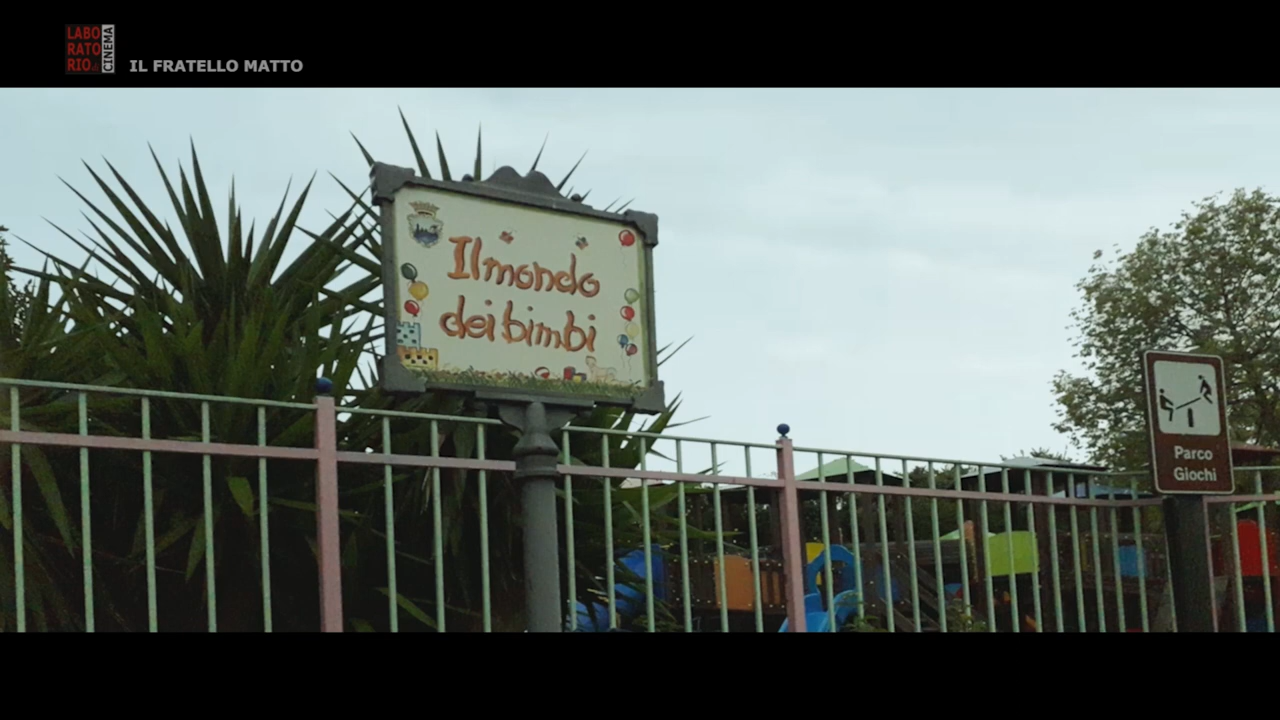 LABO
RATO
RIO
CINEMA
IL FRATELLO MATTO
Il mondo
dei bimbi
Parco
Giochi